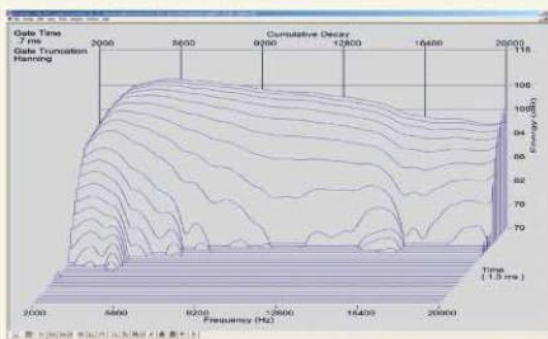 Gate Time
.7 ms
Gate Truncation
Hanning
Cumulative Decay
2000 5600 9200 12800 16400 20000
115
106
100
94
88
82
76
70
Energy (dB)
Time
( 1.5 ms )
2000 5600 9200 12800 16400 20000
Frequency (Hz)